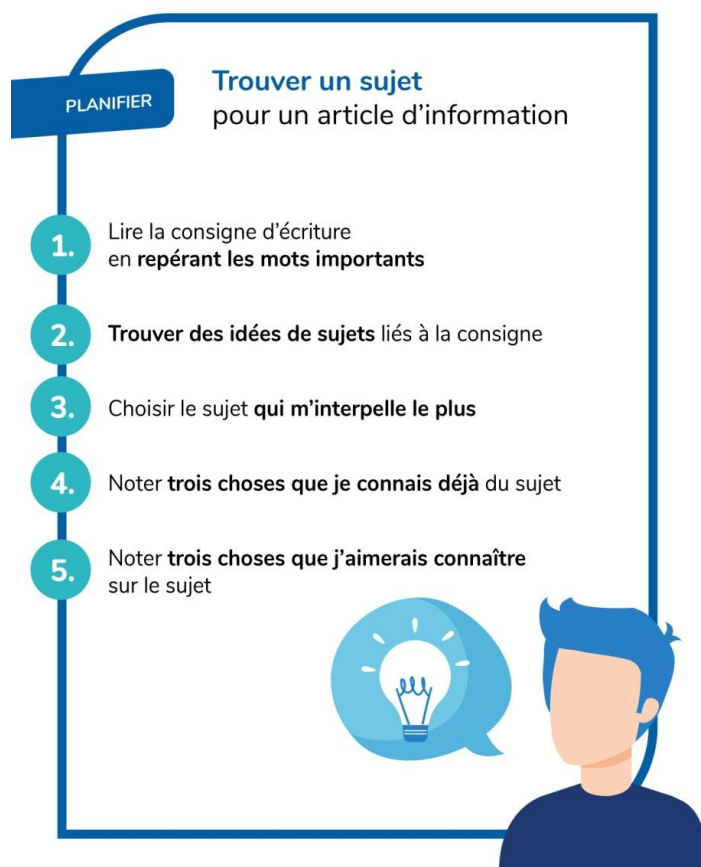 PLANIFIER
Trouver un sujet
pour un article d’information
1.
Lire la consigne d’écriture
en repérant les mots importants
2.
Trouver des idées de sujets liés à la consigne
3.
Choisir le sujet qui m’interpelle le plus
4.
Noter trois choses que je connais déjà du sujet
5.
Noter trois choses que j’aimerais connaître
sur le sujet